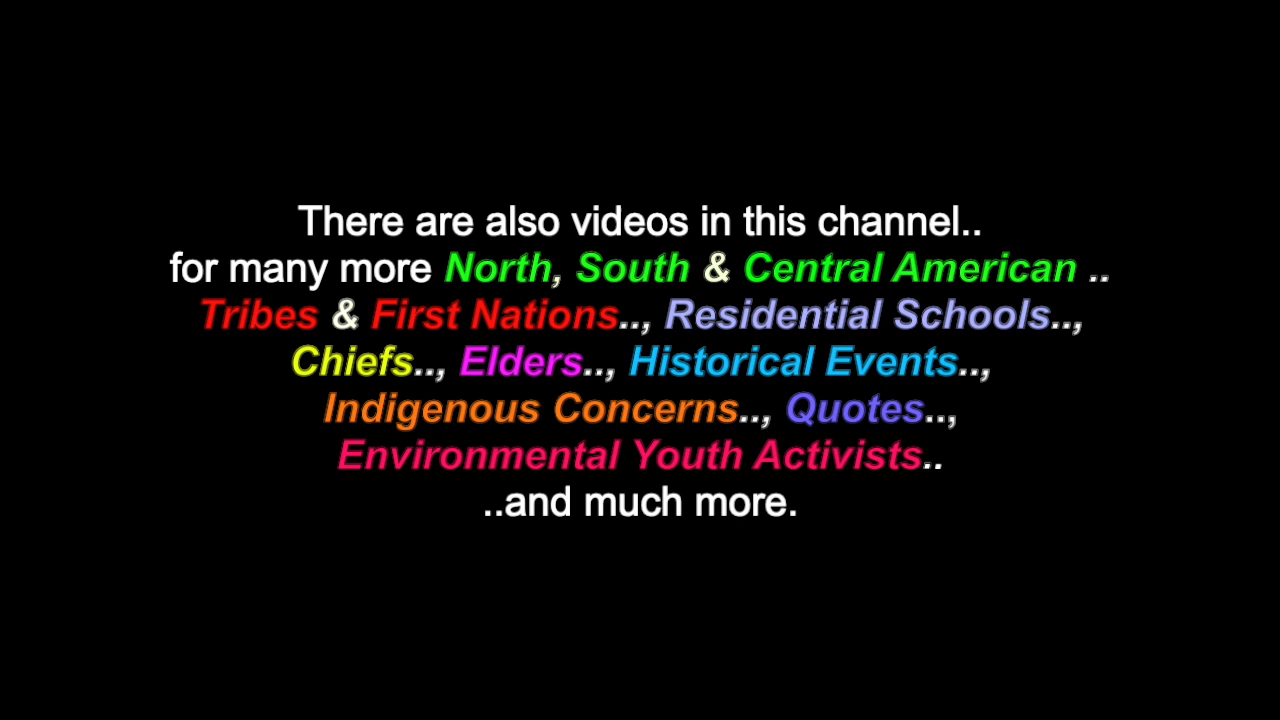 There are also videos in this channel..
for many more North, South & Central American ..
Tribes & First Nations.., Residential Schools..,
Chiefs.., Elders.., Historical Events..,
Indigenous Concerns.., Quotes..,
Environmental Youth Activists..
..and much more.